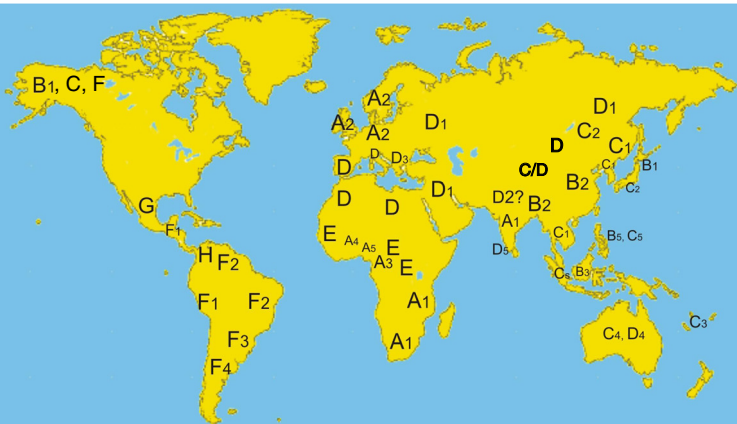 B1, C, F
A2
A2
A2
D1
D1
C2
D
C1
C/D
D
D
D3
D1
C1
B1
B2
C2
D2?
B2
A1
D
D
G
F1
E
A4
A5
E
A3
E
D5
C1
B5, C5
B3
H
F2
F1
F2
A1
F3
A1
C4, D4
C3
F4